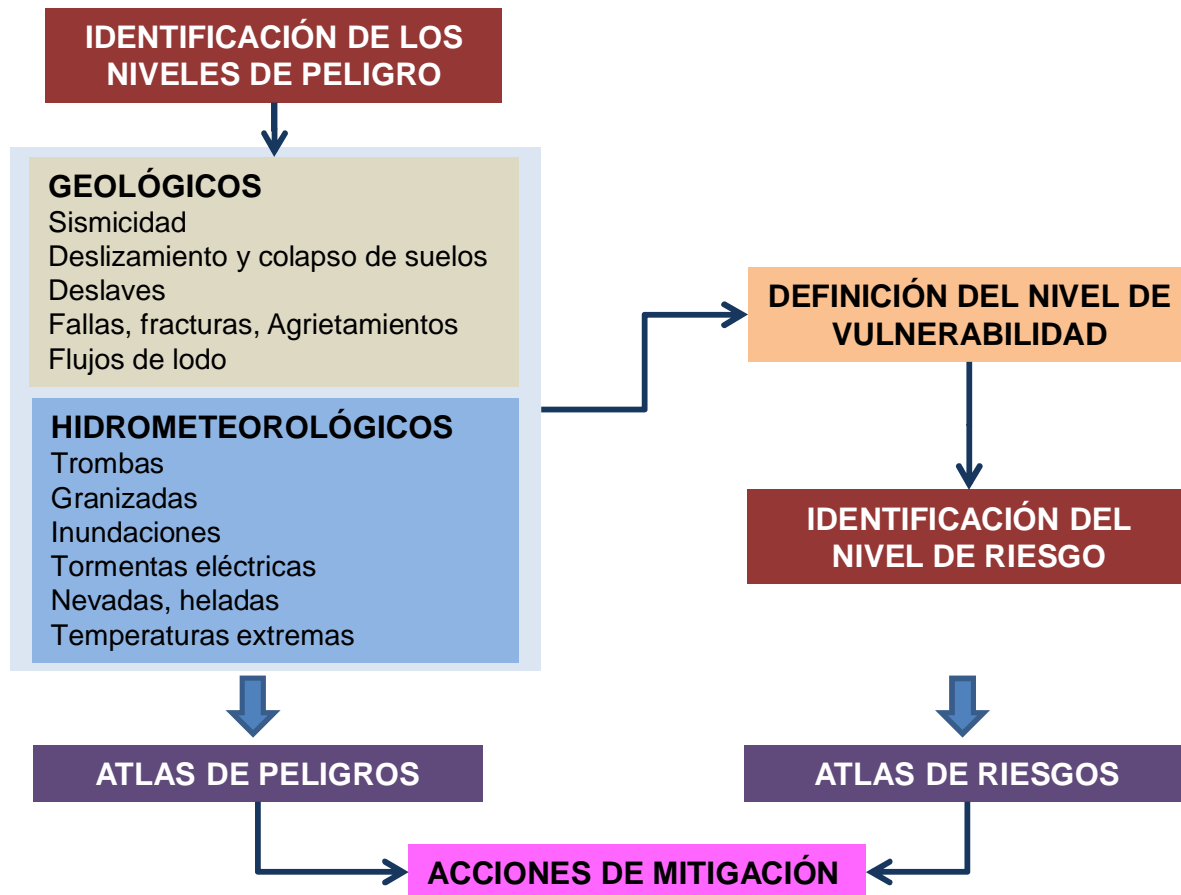 IDENTIFICACIÓN DE LOS
NIVELES DE PELIGRO
GEOLÓGICOS
Sismicidad
Deslizamiento y colapso de suelos
Deslaves
Fallas, fracturas, Agrietamientos
Flujos de lodo
HIDROMETEOROLÓGICOS
Trombas
Granizadas
Inundaciones
Tormentas eléctricas
Nevadas, heladas
Temperaturas extremas
DEFINICIÓN DEL NIVEL DE
VULNERABILIDAD
IDENTIFICACIÓN DEL
NIVEL DE RIESGO
ATLAS DE PELIGROS
ATLAS DE RIESGOS
ACCIONES DE MITIGACIÓN